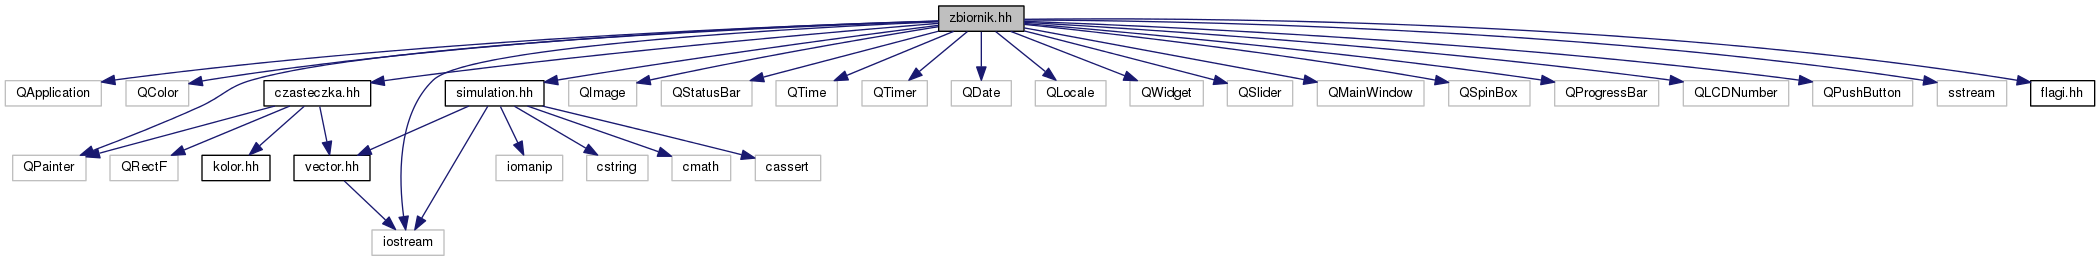 zbiornik.hh
QApplication
QColor
czasteczka.hh
simulation.hh
QImage
QStatusBar
QTime
QTimer
QDate
QLocale
QWidget
QSlider
QMainWindow
QSpinBox
QProgressBar
QLCDNumber
QPushButton
sstream
flagi.hh
QPainter
QRectF
kolor.hh
vector.hh
iomanip
cstring
cmath
cassert
iostream